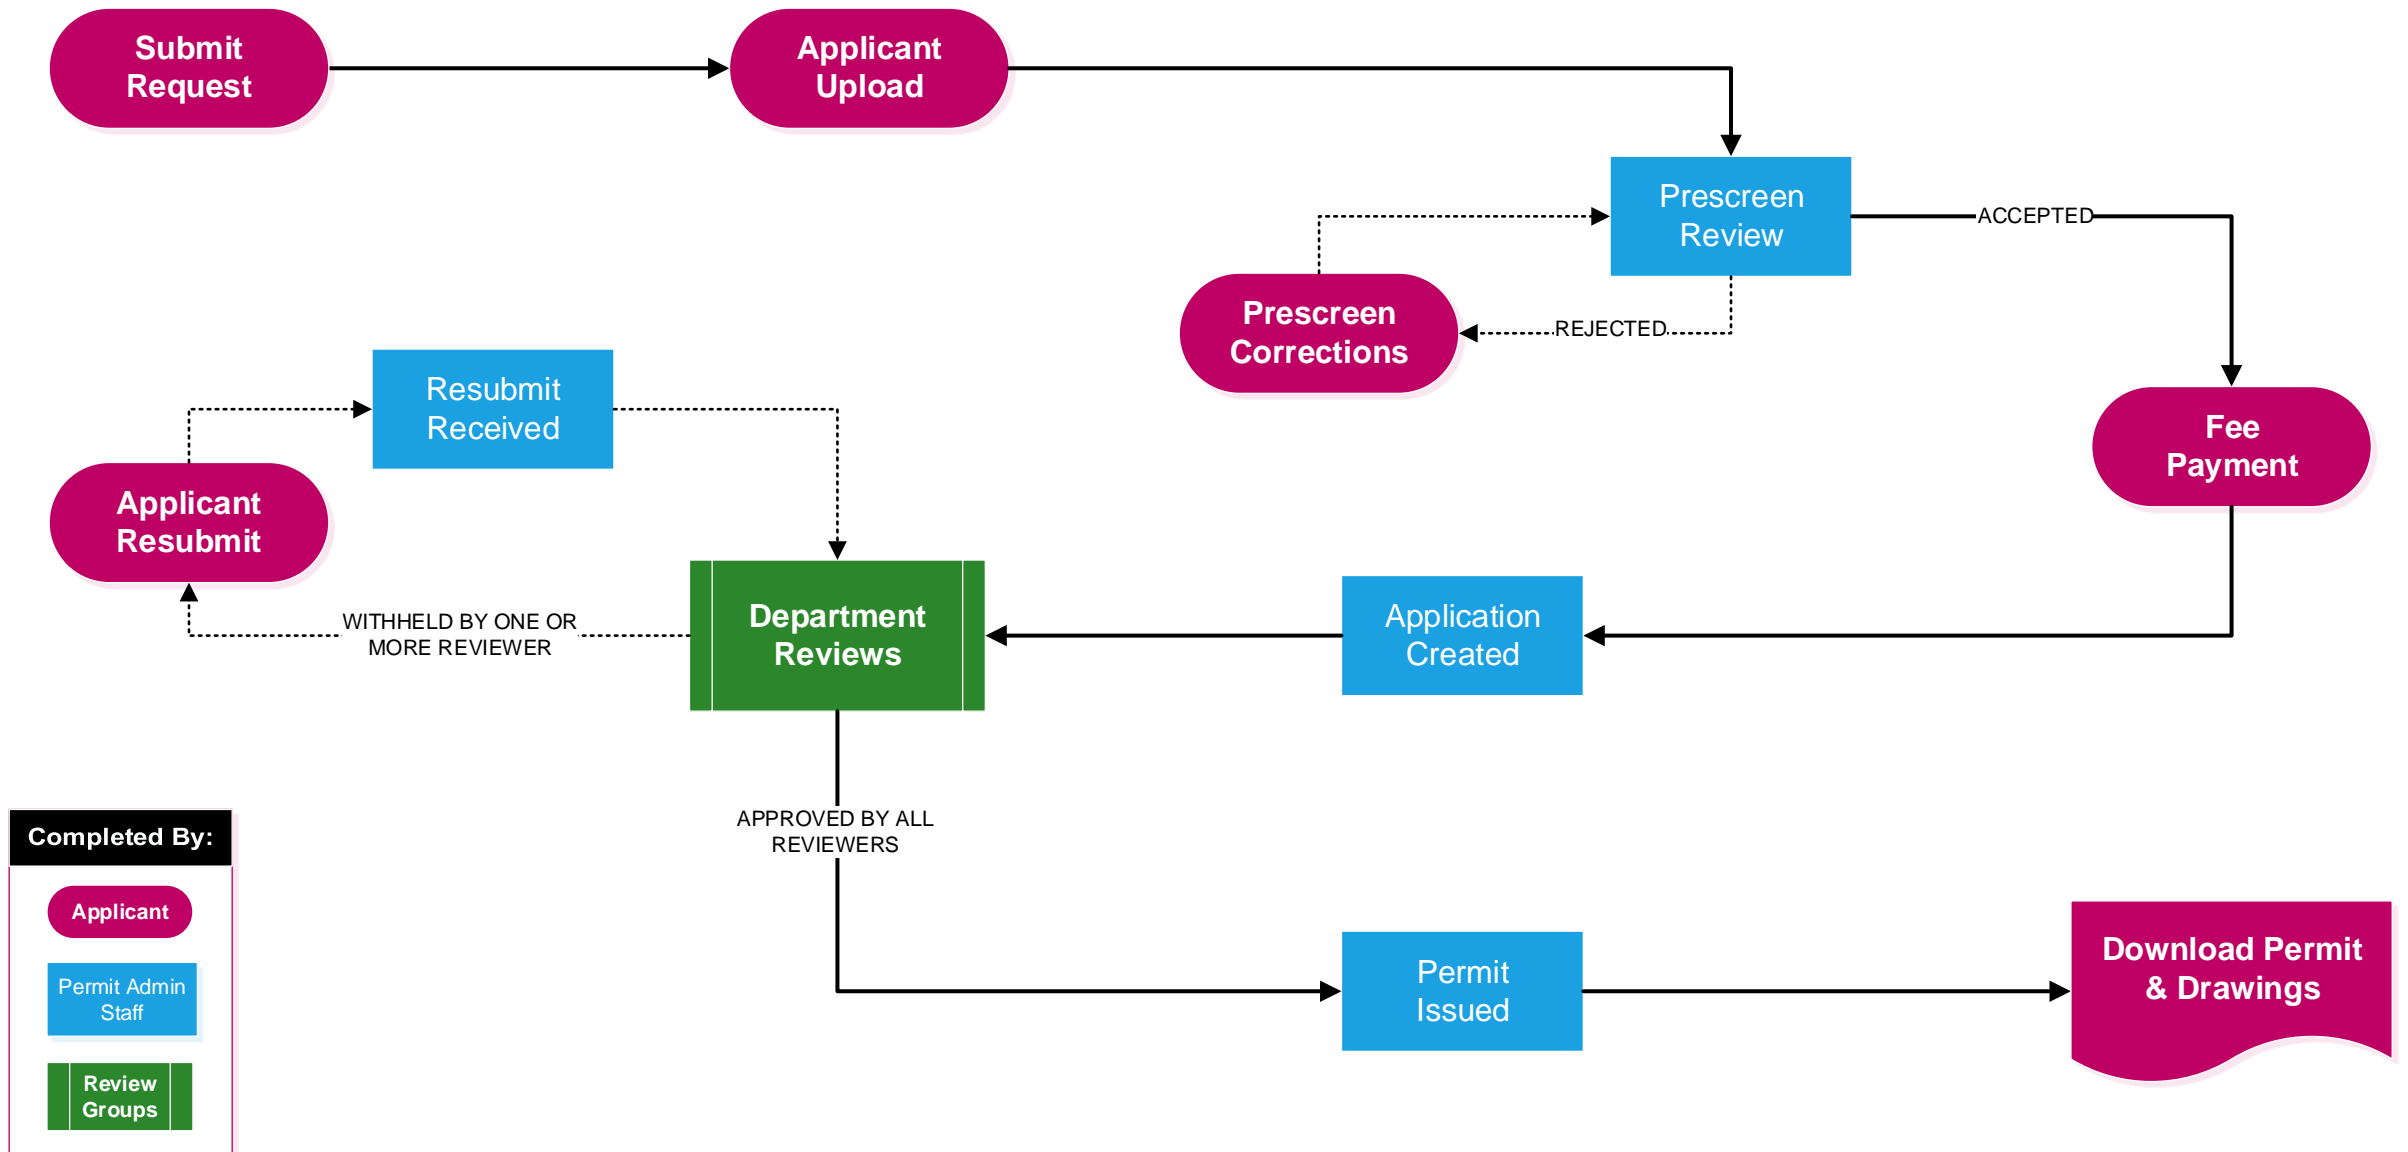 Submit
Request
Applicant
Upload
Prescreen
Review
ACCEPTED
Prescreen
Corrections
REJECTED
Resubmit
Received
Fee
Payment
Applicant
Resubmit
WITHHELD BY ONE OR
MORE REVIEWER
Department
Reviews
Application
Created
APPROVED BY ALL
REVIEWERS
Permit
Issued
Download Permit
& Drawings
Completed By:
Applicant
Permit Admin
Staff
Review
Groups